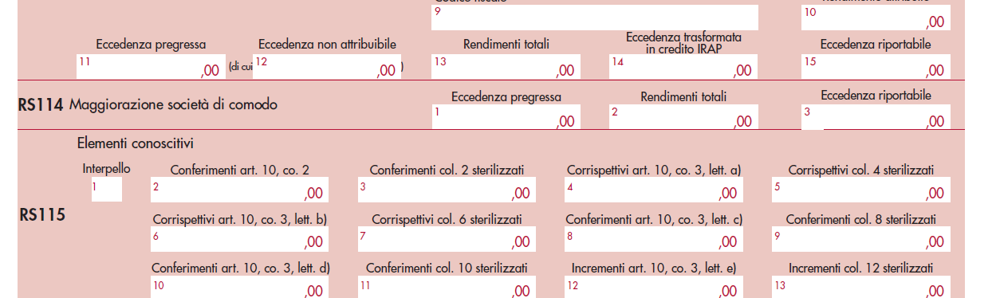 9
10 ,00
Eccedenza pregressa Eccedenza non attribuibile Rendimenti totali Eccedenza trasformata in credito IRAP Eccedenza riportabile
11 ,00 (di cui 12 ,00 ) 13 ,00 14 ,00 15 ,00
Eccedenza pregressa Rendimenti totali Eccedenza riportabile
RS114 Maggiorazione società di comodo 1 ,00 2 ,00 3 ,00
Elementi conoscitivi
Interpello Conferimenti art. 10, co. 2 Conferimenti col. 2 sterilizzati Corrispettivi art. 10, co. 3, lett. a) Corrispettivi col. 4 sterilizzati
1 2 ,00 3 ,00 4 ,00 5 ,00
RS115
Corrispettivi art. 10, co. 3, lett. b) Corrispettivi col. 6 sterilizzati Conferimenti art. 10, co. 3, lett. c) Conferimenti col. 8 sterilizzati
6 ,00 7 ,00 8 ,00 9 ,00
Conferimenti art. 10, co. 3, lett. d) Conferimenti col. 10 sterilizzati Incrementi art. 10, co. 3, lett. e) Incrementi col. 12 sterilizzati
10 ,00 11 ,00 12 ,00 13 ,00